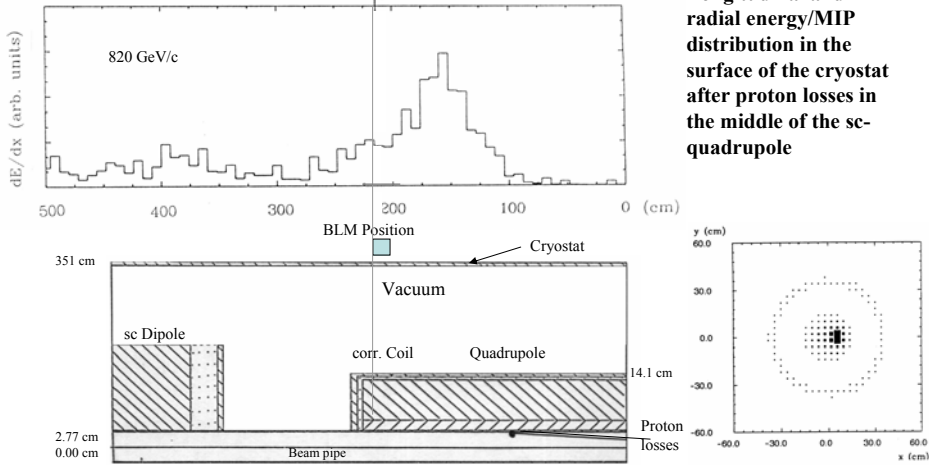 radial energy/MIP
distribution in the
surface of the cryostat
after proton losses in
the middle of the sc-
quadrupole
820 GeV/c
dE/dx (arb. units)
500 400 300 200 100 0 (cm)
BLM Position
Cryostat
351 cm
Vacuum
sc Dipole
corr. Coil
Quadrupole
14.1 cm
2.77 cm
0.00 cm
Beam pipe
Proton
losses
y (cm)
60.0
30.0
0.0
-30.0
-60.0
-60.0 -30.0 0.0 30.0 60.0
x (cm)